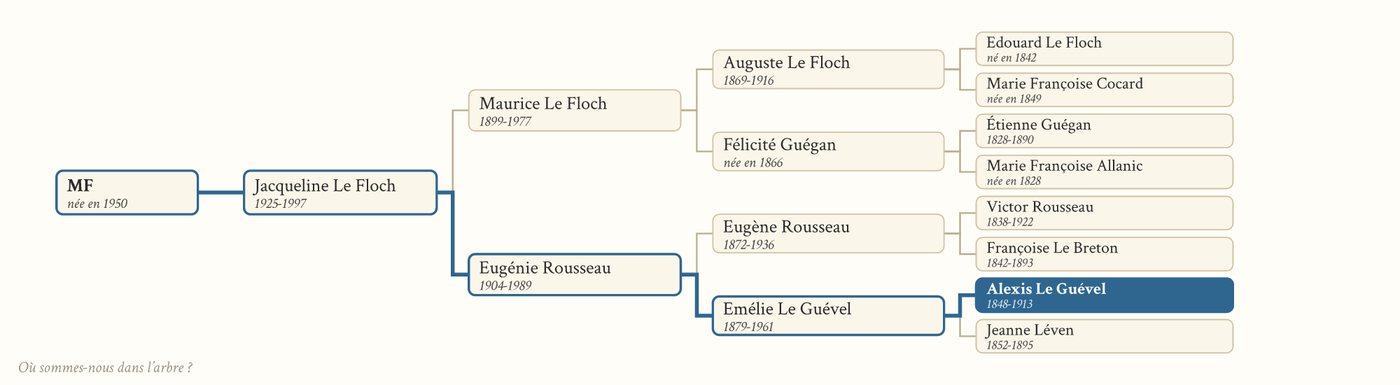 MF
née en 1950
Jacqueline Le Floch
1925-1997
Maurice Le Floch
1899-1977
Eugénie Rousseau
1904-1989
Auguste Le Floch
1869-1916
Félicité Guégan
née en 1866
Eugène Rousseau
1872-1936
Emélie Le Guével
1879-1961
Edouard Le Floch
né en 1842
Marie Françoise Cocard
née en 1849
Étienne Guégan
1828-1890
Marie Françoise Allanic
née en 1828
Victor Rousseau
1838-1922
Françoise Le Breton
1842-1893
Alexis Le Guével
1848-1913
Jeanne Léven
1852-1895
Où sommes-nous dans l'arbre ?